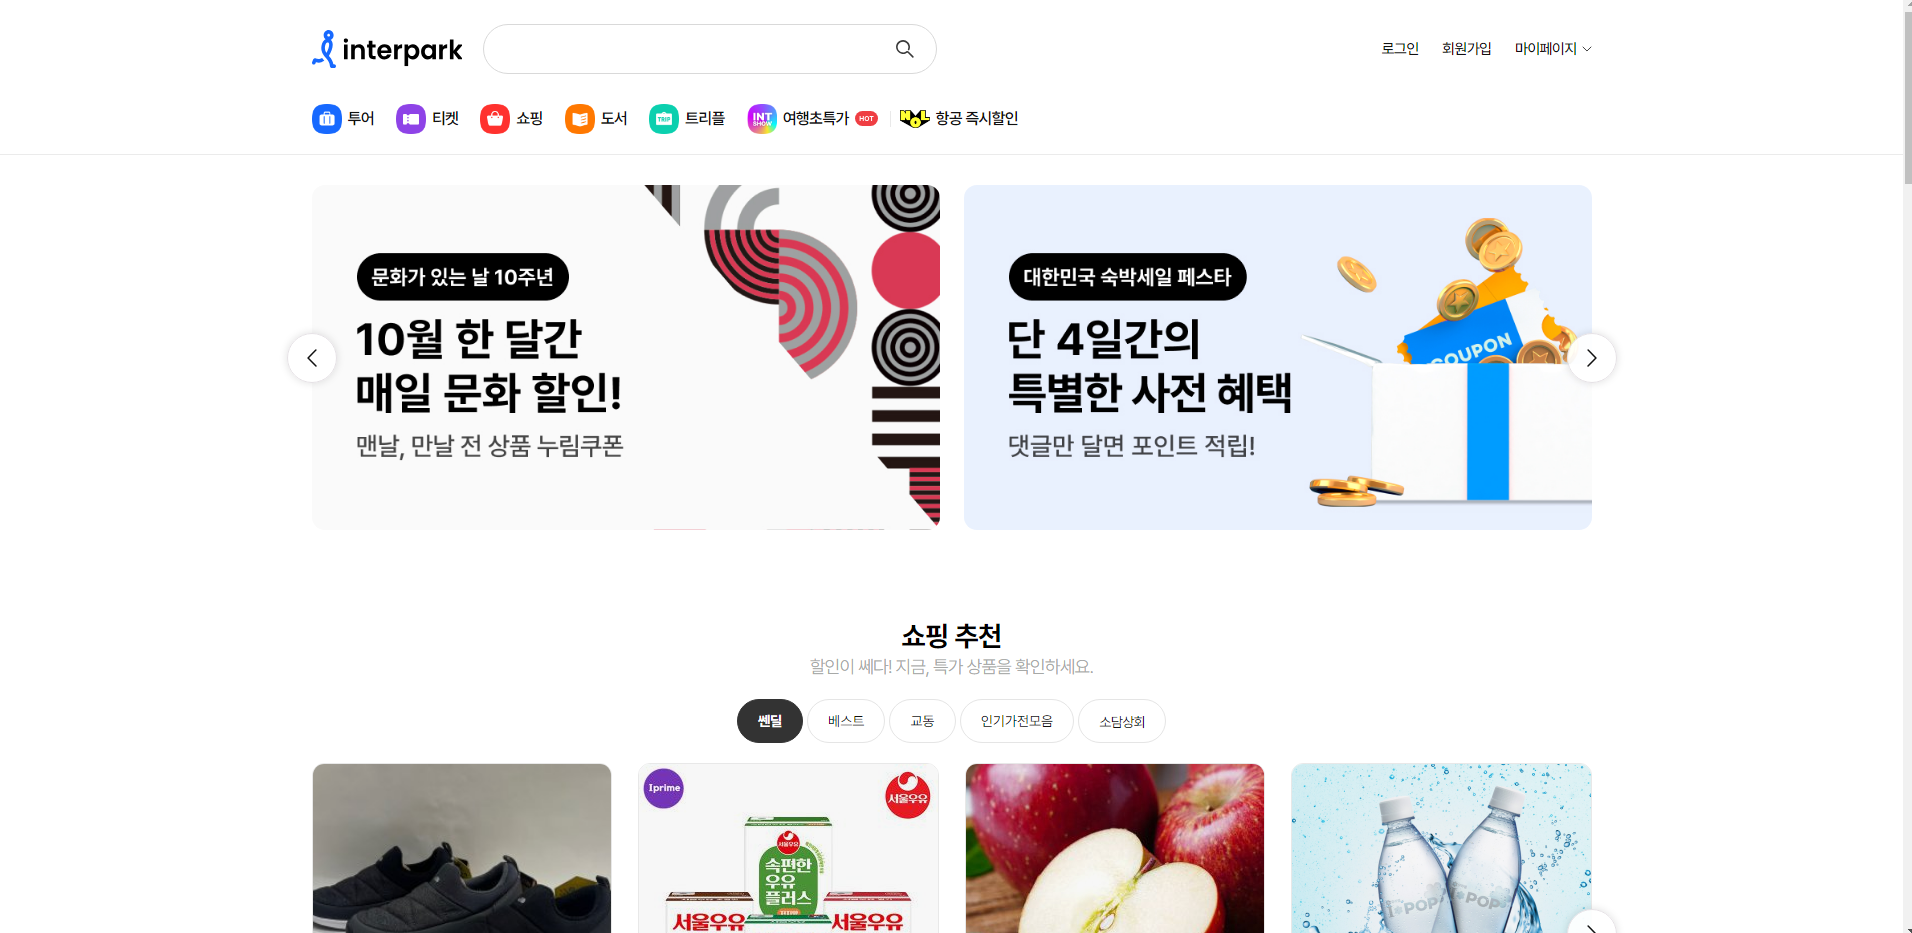 interpark
로그인 회원가입 마이페이지
투어 티켓 쇼핑 도서 TRIP 트리플 INT SHOW 여행초특가 HOT NOL 항공 즉시할인
문화가 있는 날 10주년
10월 한 달간
매일 문화 할인!
맨날, 만날 전 상품 누림쿠폰
대한민국 숙박세일 페스타
단 4일간의
특별한 사전 혜택
댓글만 달면 포인트 적립!
COUPON
쇼핑 추천
할인이 쎄다! 지금, 특가 상품을 확인하세요.
쎈딜 베스트 교동 인기가전모음 소담상회
Iprime
서울우유
서울우유
속편한
우유
플러스
서울우유 서울우유
POP POP